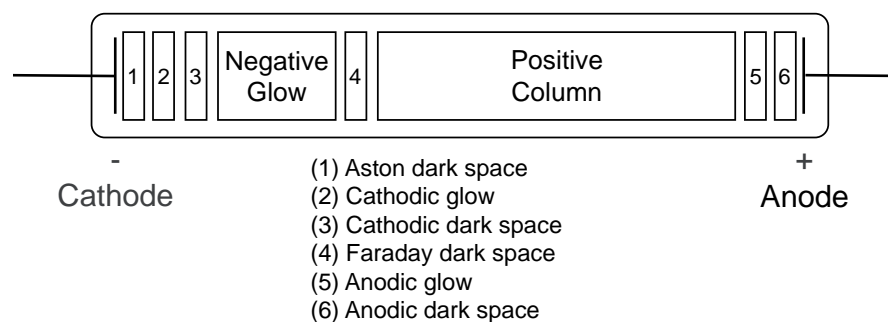 1 2 3 Negative Glow 4 Positive Column 5 6
-
Cathode
+
Anode
(1) Aston dark space
(2) Cathodic glow
(3) Cathodic dark space
(4) Faraday dark space
(5) Anodic glow
(6) Anodic dark space